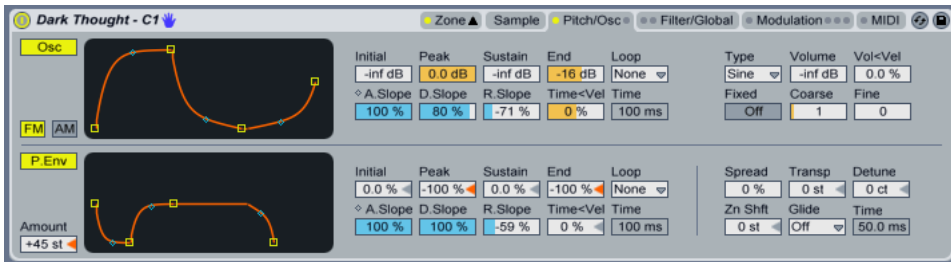 Dark Thought - C1 Zone Sample Pitch/Osc Filter/Global Modulation MIDI
Osc
Initial Peak Sustain End Loop Type Volume Vol<Vel
-inf dB 0.0 dB -inf dB -16 dB None Sine -inf dB 0.0 %
A.Slope D.Slope R.Slope Time<Vel Time Fixed Coarse Fine
100 % 80 % -71 % 0 % 100 ms Off 1 0
FM AM
P.Env
Initial Peak Sustain End Loop Spread Transp Detune
0.0 % -100 % 0.0 % -100 % None 0 % 0 st 0 ct
A.Slope D.Slope R.Slope Time<Vel Time Zn Shft Glide Time
Amount
100 % 100 % -59 % 0 % 100 ms 0 st Off 50.0 ms
+45 st